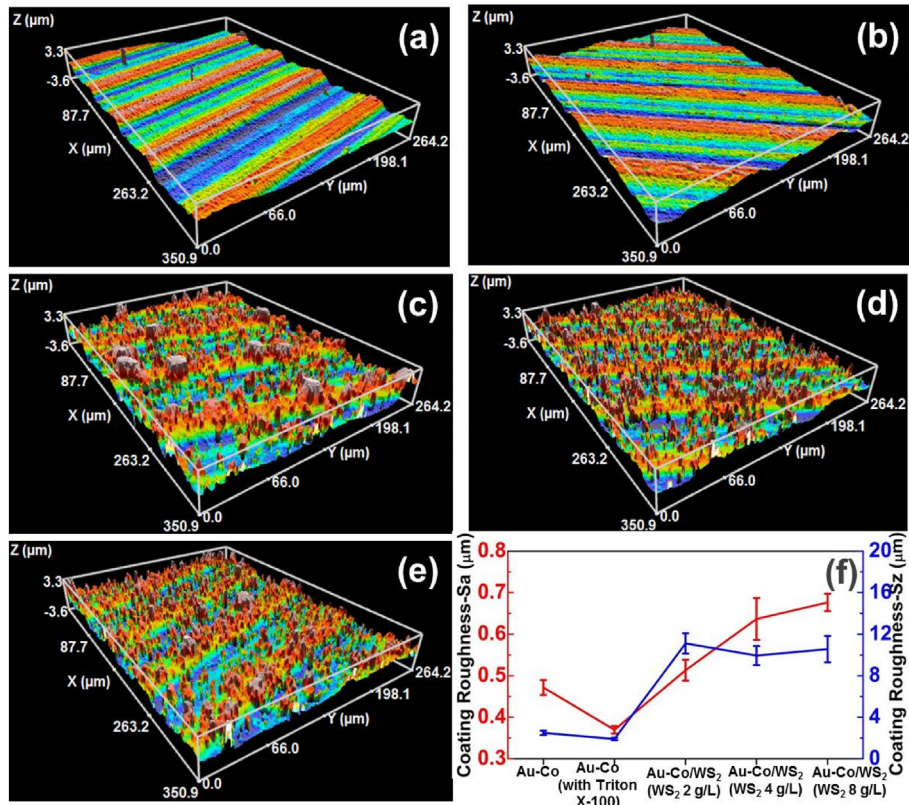 Z (μm)
(a)
3.3
-3.6
87.7
X (μm)
263.2
350.9
0.0
66.0
Y (μm)
198.1
264.2
Z (μm)
(b)
3.3
-3.6
87.7
X (μm)
263.2
350.9
0.0
66.0
Y (μm)
198.1
264.2
Z (μm)
(c)
3.3
-3.6
87.7
X (μm)
263.2
350.9
0.0
66.0
Y (μm)
198.1
264.2
Z (μm)
(d)
3.3
-3.6
87.7
X (μm)
263.2
350.9
0.0
66.0
Y (μm)
198.1
264.2
Z (μm)
(e)
3.3
-3.6
87.7
X (μm)
263.2
350.9
0.0
66.0
Y (μm)
198.1
264.2
(f)
Coating Roughness-Sa (μm)
0.8
0.7
0.6
0.5
0.4
0.3
Coating Roughness-Sz (μm)
20
16
12
8
4
0
Au-Co
Au-Co
(with Triton
X-100)
Au-Co/WS₂
(WS₂ 2 g/L)
Au-Co/WS₂
(WS₂ 4 g/L)
Au-Co/WS₂
(WS₂ 8 g/L)